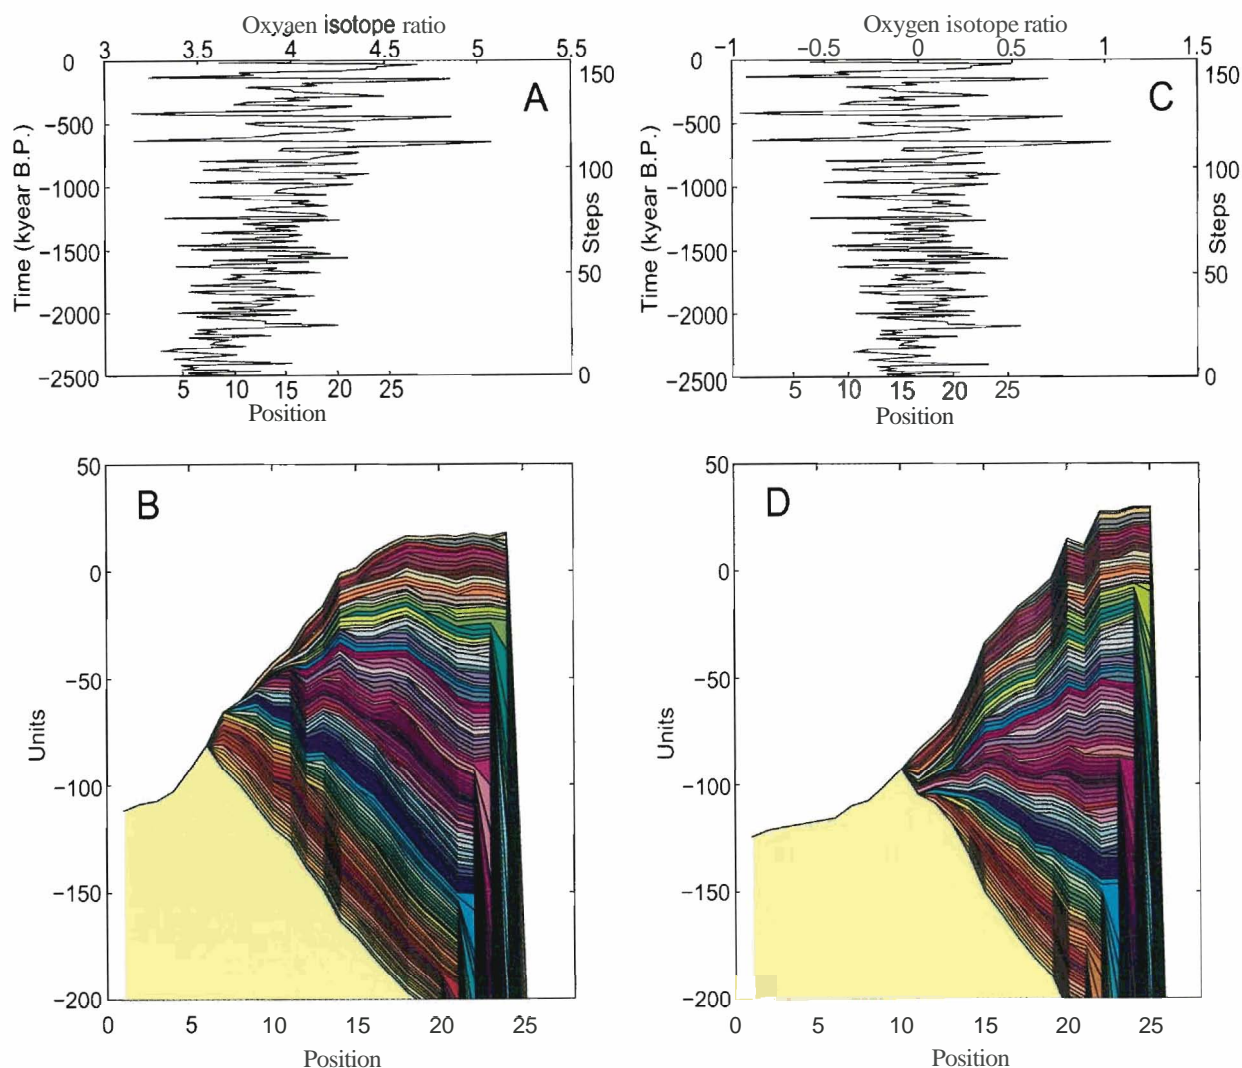 Oxyaen isotope ratio
3 3.5 4 4.5 5 5.5
0 150
A
−500
100
−1000
−1500
50
−2000
−2500 0
5 10 15 20 25
Position
Time (kyear B.P.)
Steps
Oxygen isotope ratio
−1 −0.5 0 0.5 1 1.5
0 150
C
−500
100
−1000
−1500
50
−2000
−2500 0
5 10 15 20 25
Position
Time (kyear B.P.)
Steps
50
B
0
−50
−100
−150
−200
0 5 10 15 20 25
Position
Units
50
D
0
−50
−100
−150
−200
0 5 10 15 20 25
Position
Units